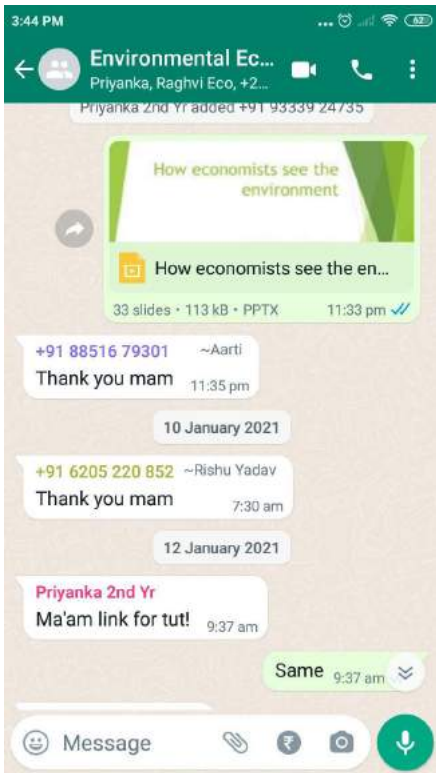 3:44 PM
62
Environmental Ec...
Priyanka, Raghvi Eco, +2...
Priyanka 2nd Yr added +91 93339 24735
How economists see the
environment
How economists see the en...
33 slides • 113 kB • PPTX 11:33 pm
+91 88516 79301 ~Aarti
Thank you mam 11:35 pm
10 January 2021
+91 6205 220 852 ~Rishu Yadav
Thank you mam 7:30 am
12 January 2021
Priyanka 2nd Yr
Ma'am link for tut! 9:37 am
Same 9:37 am
Message